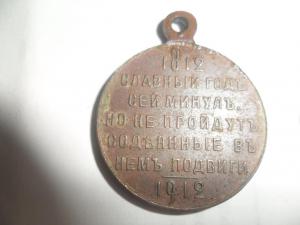 1812
СЛАВНЫЙ ГОДЪ
СЕЙ МИНУЛЪ,
НО НЕ ПРОЙДУТЪ
СОДѢЯННЫЕ ВЪ
НЕМЪ ПОДВИГИ
1912